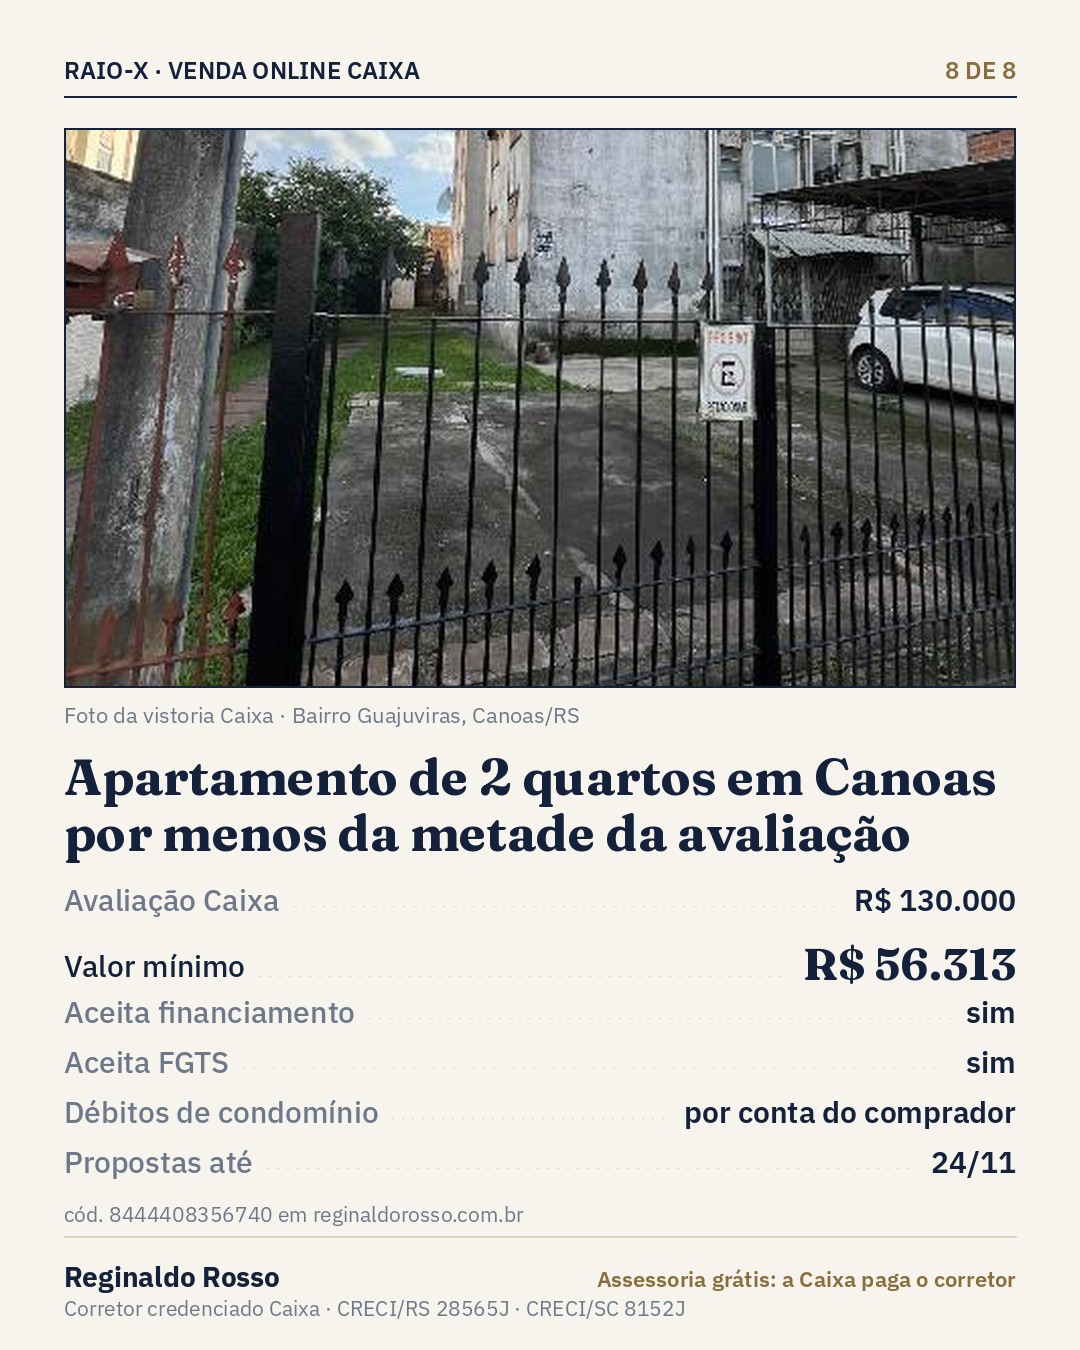 RAIO-X · VENDA ONLINE CAIXA
8 DE 8
E
Foto da vistoria Caixa · Bairro Guajuviras, Canoas/RS
Apartamento de 2 quartos em Canoas
por menos da metade da avaliação
Avaliação Caixa R$ 130.000
Valor mínimo R$ 56.313
Aceita financiamento sim
Aceita FGTS sim
Débitos de condomínio por conta do comprador
Propostas até 24/11
cód. 8444408356740 em reginaldorosso.com.br
Reginaldo Rosso
Assessoria grátis: a Caixa paga o corretor
Corretor credenciado Caixa · CRECI/RS 28565J · CRECI/SC 8152J